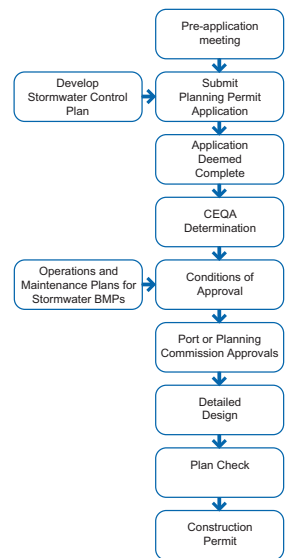 Pre-application
meeting
Develop
Stormwater Control
Plan
Submit
Planning Permit
Application
Application
Deemed
Complete
CEQA
Determination
Operations and
Maintenance Plans for
Stormwater BMPs
Conditions of
Approval
Port or Planning
Commission Approvals
Detailed
Design
Plan Check
Construction
Permit